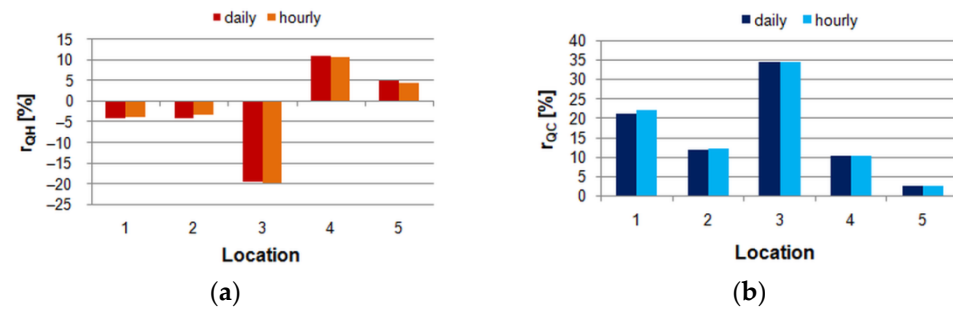 daily hourly
15
10
5
0
–5
–10
–15
–20
–25
rQH [%]
1 2 3 4 5
Location
(a)
daily hourly
40
35
30
25
20
15
10
5
0
rQC [%]
1 2 3 4 5
Location
(b)